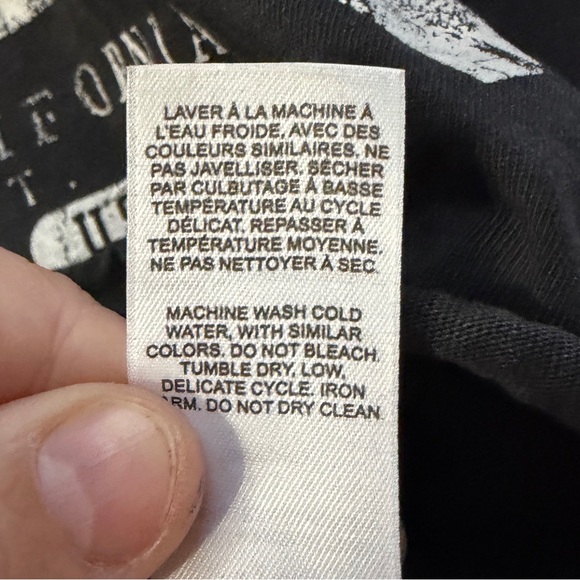 IFORNIA
T.
LAVER À LA MACHINE À
L'EAU FROIDE, AVEC DES
COULEURS SIMILAIRES. NE
PAS JAVELLISER. SÉCHER
PAR CULBUTAGE À BASSE
TEMPÉRATURE AU CYCLE
DÉLICAT. REPASSER À
TEMPÉRATURE MOYENNE.
NE PAS NETTOYER À SEC.
MACHINE WASH COLD
WATER, WITH SIMILAR
COLORS. DO NOT BLEACH.
TUMBLE DRY, LOW,
DELICATE CYCLE. IRON
ARM. DO NOT DRY CLEAN